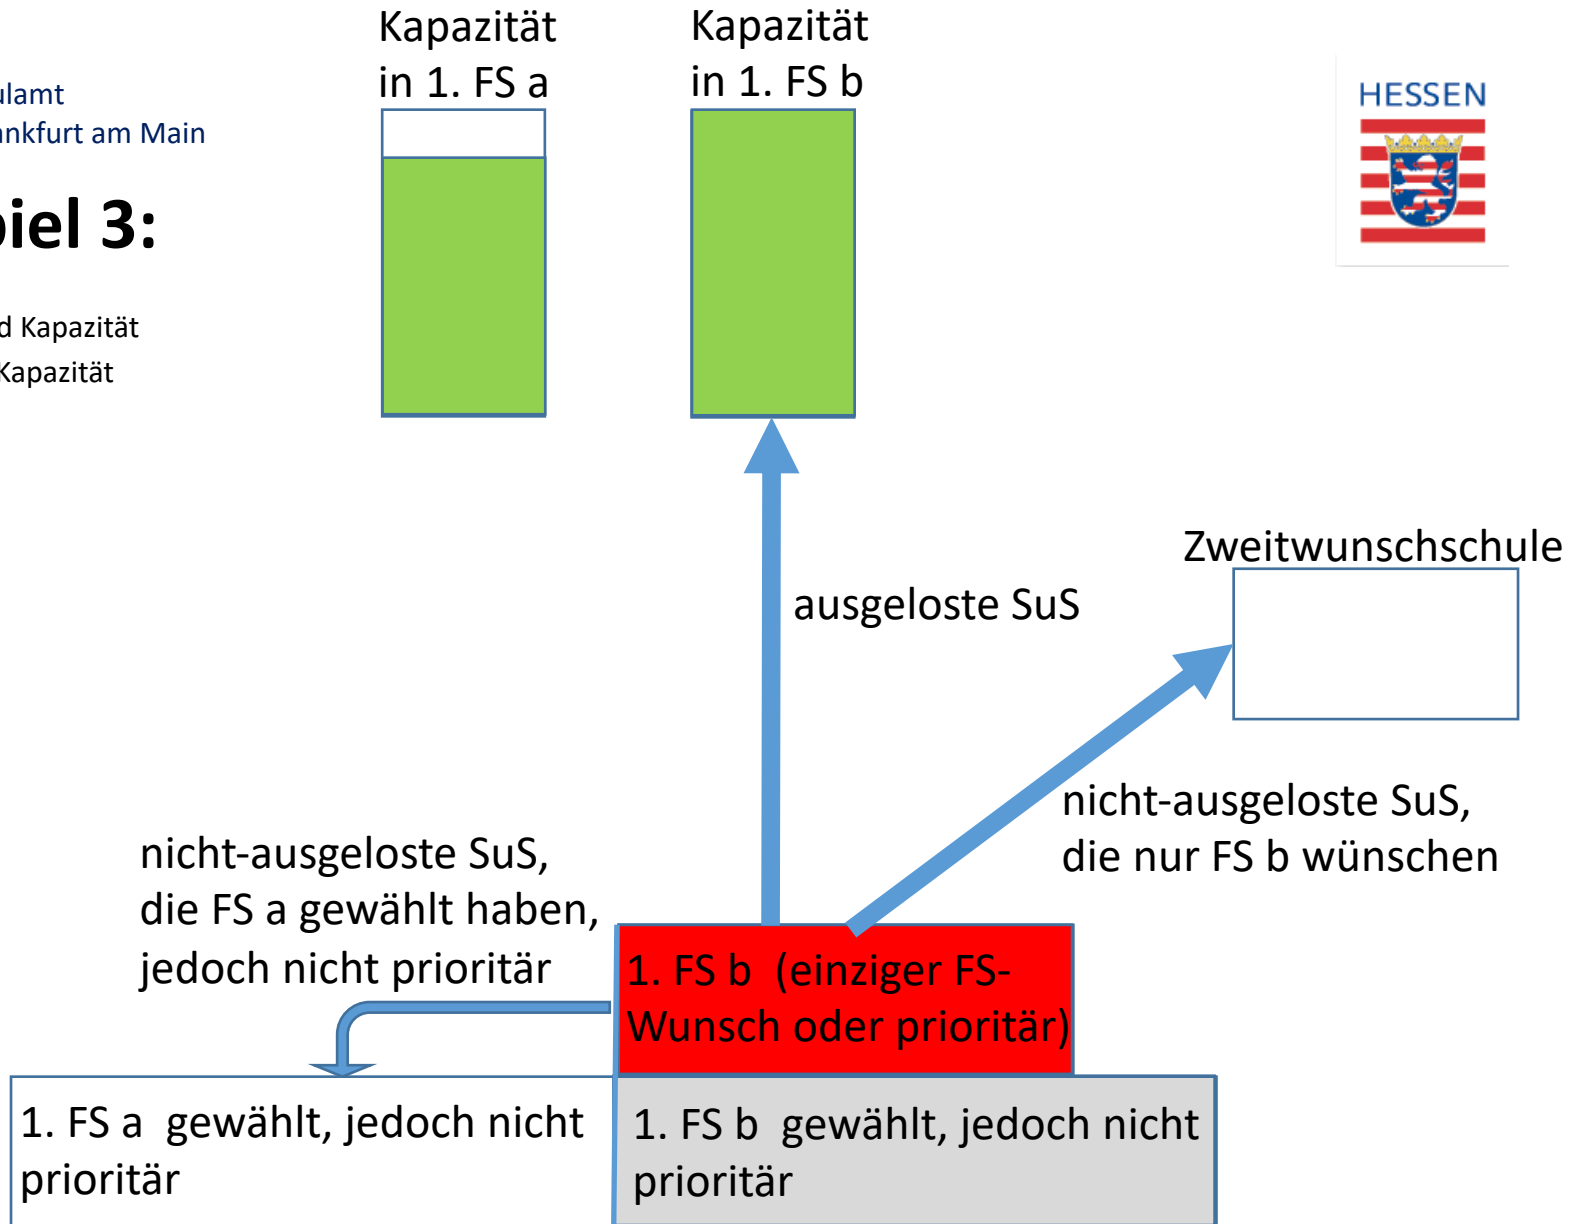 Kapazität
in 1. FS a
Kapazität
in 1. FS b
HESSEN
ulamt
ankfurt am Main
piel 3:
d Kapazität
Kapazität
Zweitwunschschule
ausgeloste SuS
nicht-ausgeloste SuS,
die nur FS b wünschen
nicht-ausgeloste SuS,
die FS a gewählt haben,
jedoch nicht prioritär
1. FS b (einziger FS-
Wunsch oder prioritär)
1. FS a gewählt, jedoch nicht
prioritär
1. FS b gewählt, jedoch nicht
prioritär